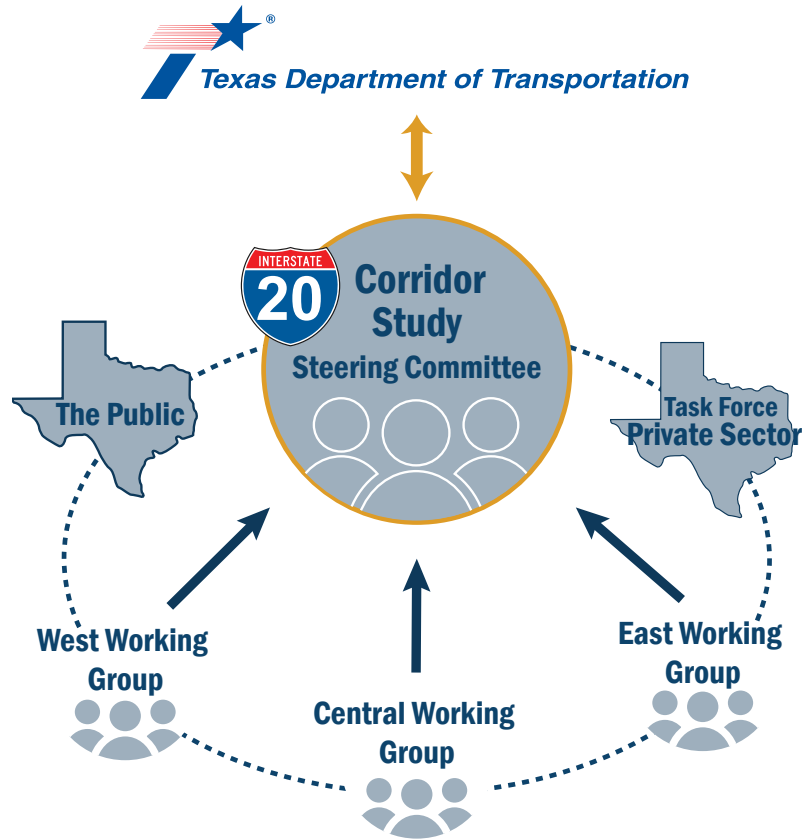 ®
Texas Department of Transportation
INTERSTATE
20
Corridor
Study
Steering Committee
The Public
Task Force
Private Sector
West Working
Group
Central Working
Group
East Working
Group